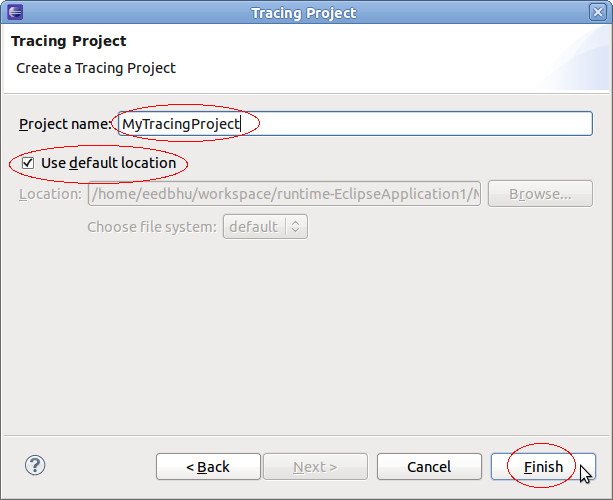 Tracing Project
Tracing Project
Create a Tracing Project
Project name: MyTracingProject
Use default location
Location: /home/eedbhu/workspace/runtime-EclipseApplication1/M Browse...
Choose file system: default
? < Back Next > Cancel Finish